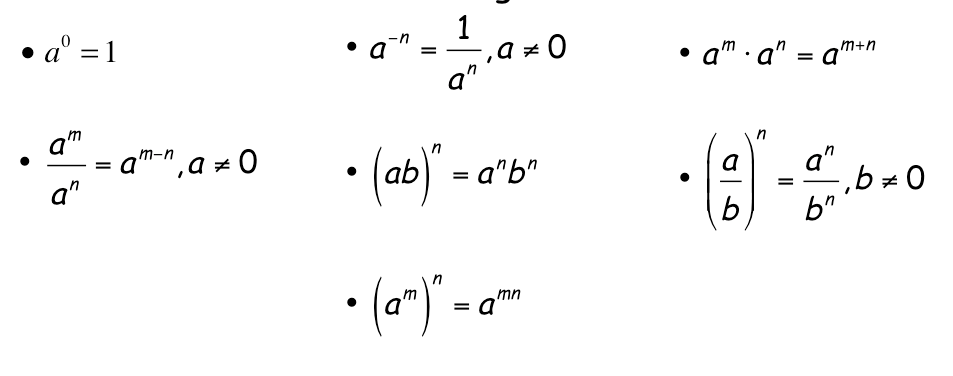 • a⁰ = 1
• a⁻ⁿ = 1/aⁿ, a ≠ 0
• aᵐ · aⁿ = aᵐ⁺ⁿ
• aᵐ/aⁿ = aᵐ⁻ⁿ, a ≠ 0
• (ab)ⁿ = aⁿbⁿ
• (a/b)ⁿ = aⁿ/bⁿ, b ≠ 0
• (aᵐ)ⁿ = aᵐⁿ